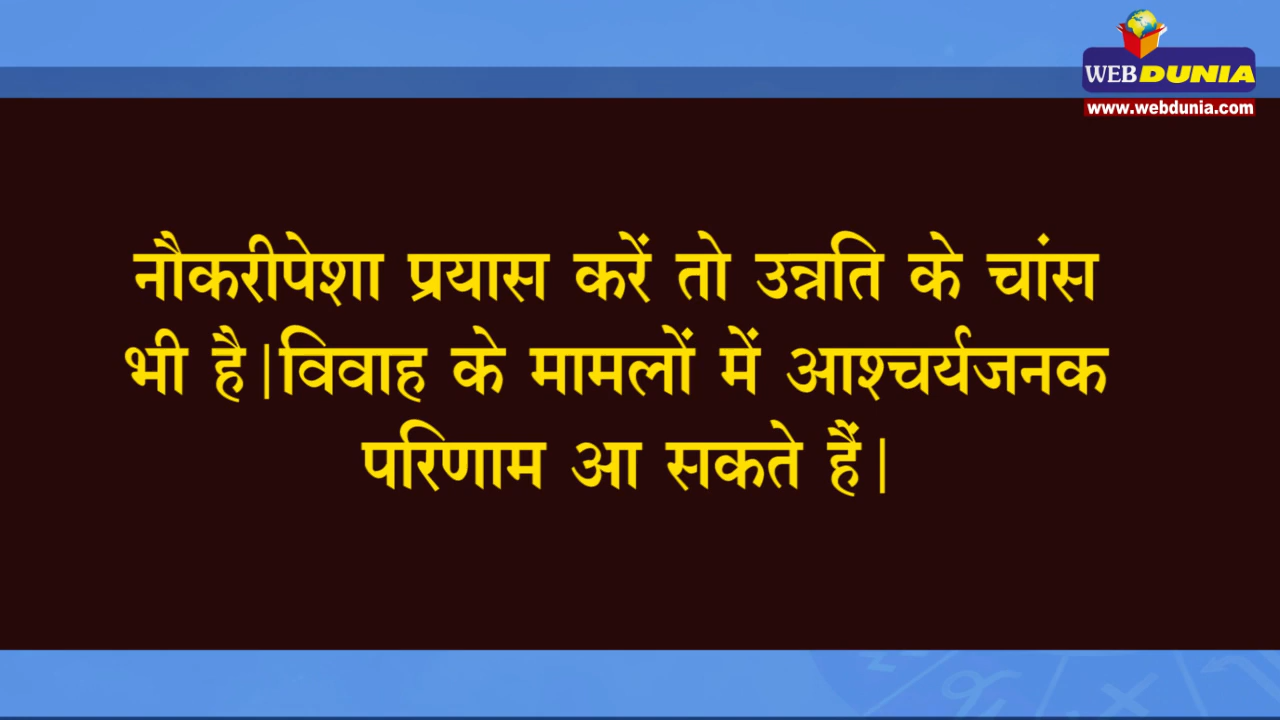 WEBDUNIA
www.webdunia.com
नौकरीपेशा प्रयास करें तो उन्नति के चांस
भी है|विवाह के मामलों में आश्चर्यजनक
परिणाम आ सकते हैं|